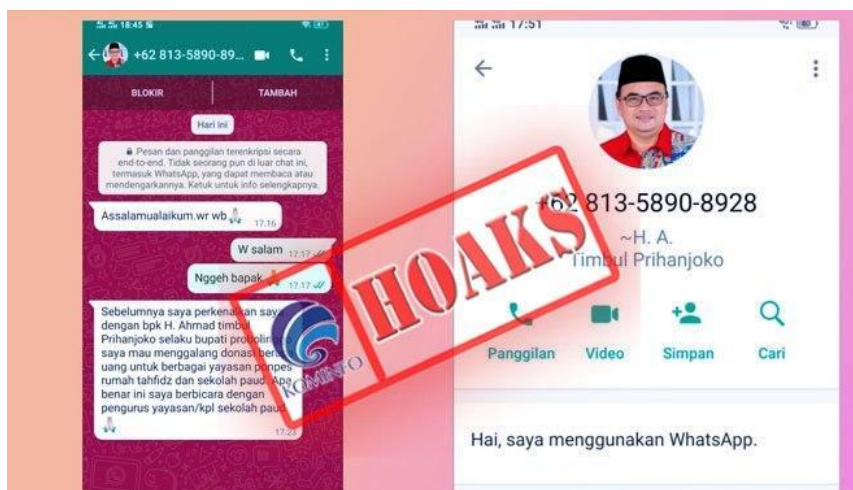 18:45
+62 813-5890-89...
BLOKIR TAMBAH
Hari ini
Pesan dan panggilan terenkripsi secara
end-to-end. Tidak seorang pun di luar chat ini,
termasuk WhatsApp, yang dapat membaca atau
mendengarkannya. Ketuk untuk info selengkapnya.
Assalamualaikum.wr wb 17.16
W salam 17.17
Nggeh bapak 17.17
Sebelumnya saya perkenalkan saya
dengan bpk H. Ahmad timbul
Prihanjoko selaku bupati
saya mau menggalang donasi
uang untuk berbagai yayasan ponpes
rumah tahfidz dan sekolah paud. Apa
benar ini saya berbicara dengan
pengurus yayasan/kpl sekolah paud
17.23
KOMINFO
HOAKS
17:51
+62 813-5890-8928
~H. A.
Timbul Prihanjoko
Panggilan Video Simpan Cari
Hai, saya menggunakan WhatsApp.